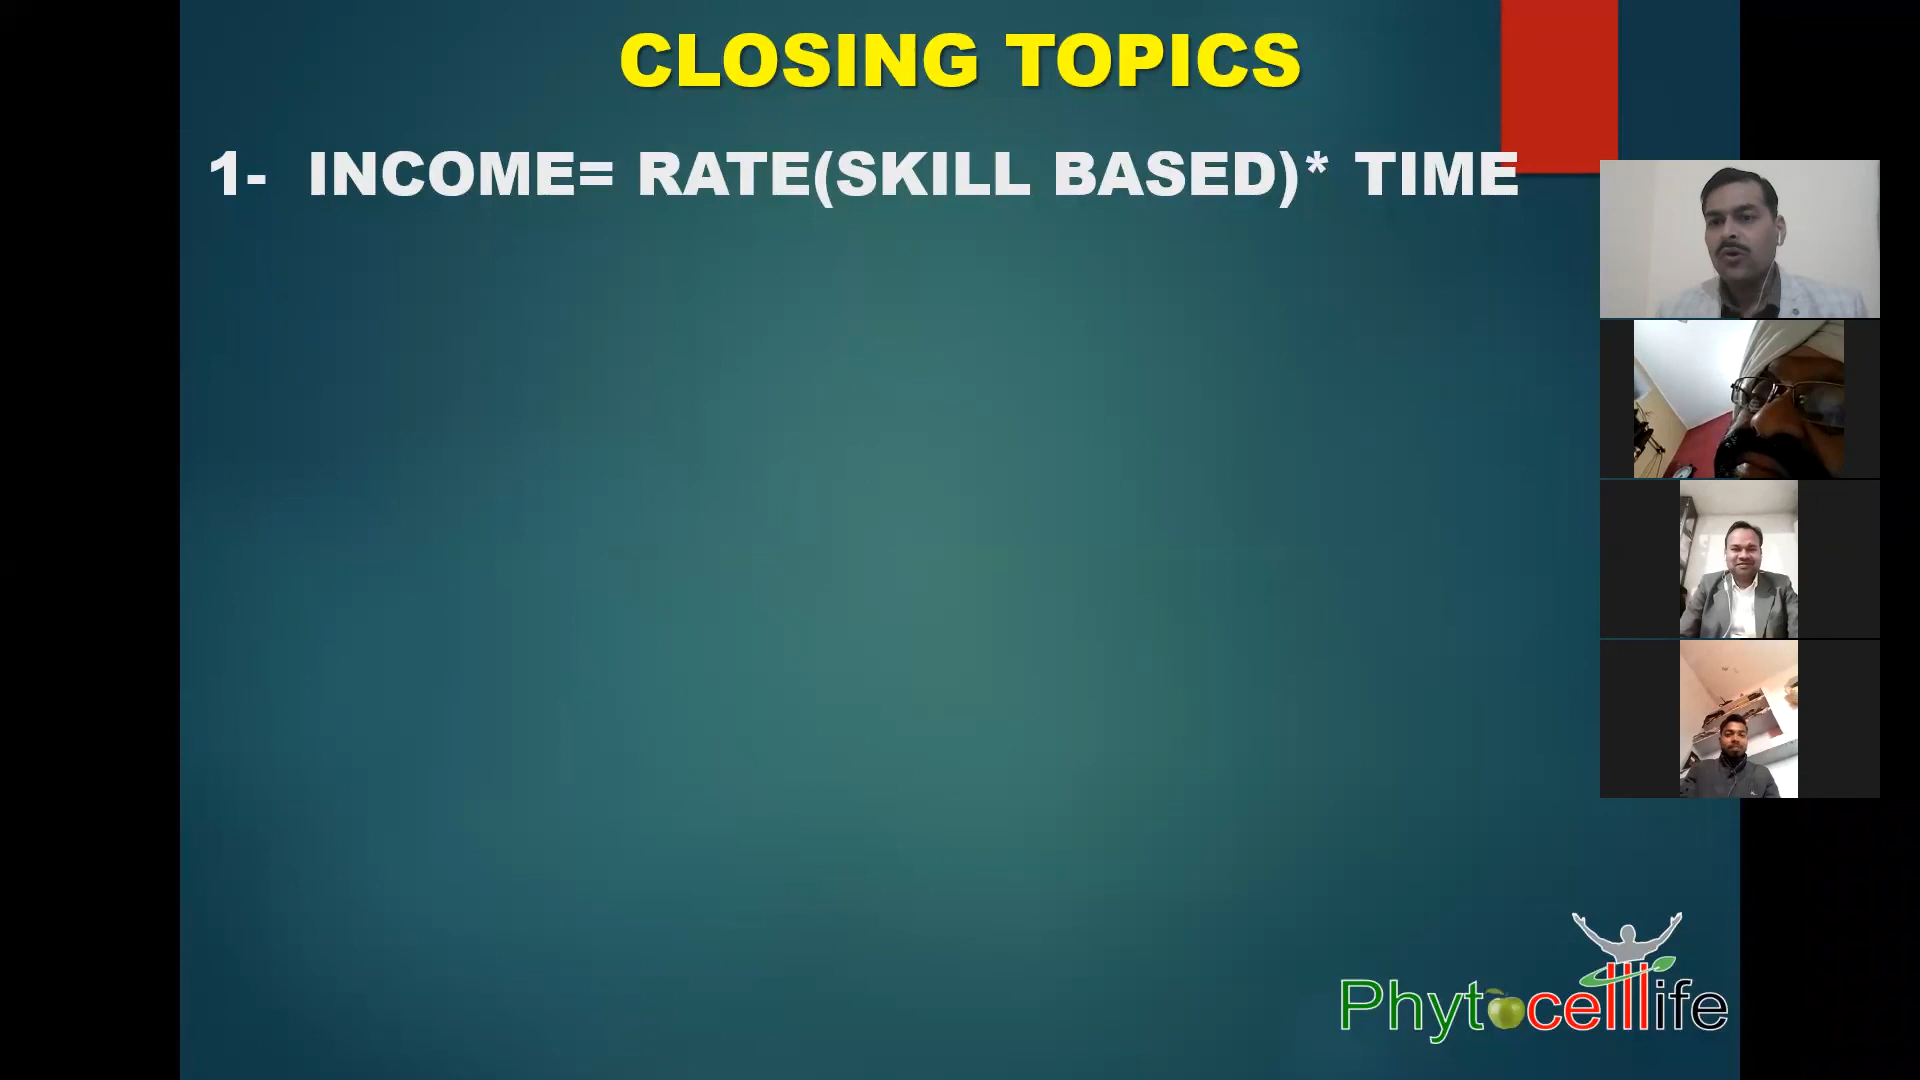 CLOSING TOPICS
1- INCOME= RATE(SKILL BASED)* TIME
Phytocelllife